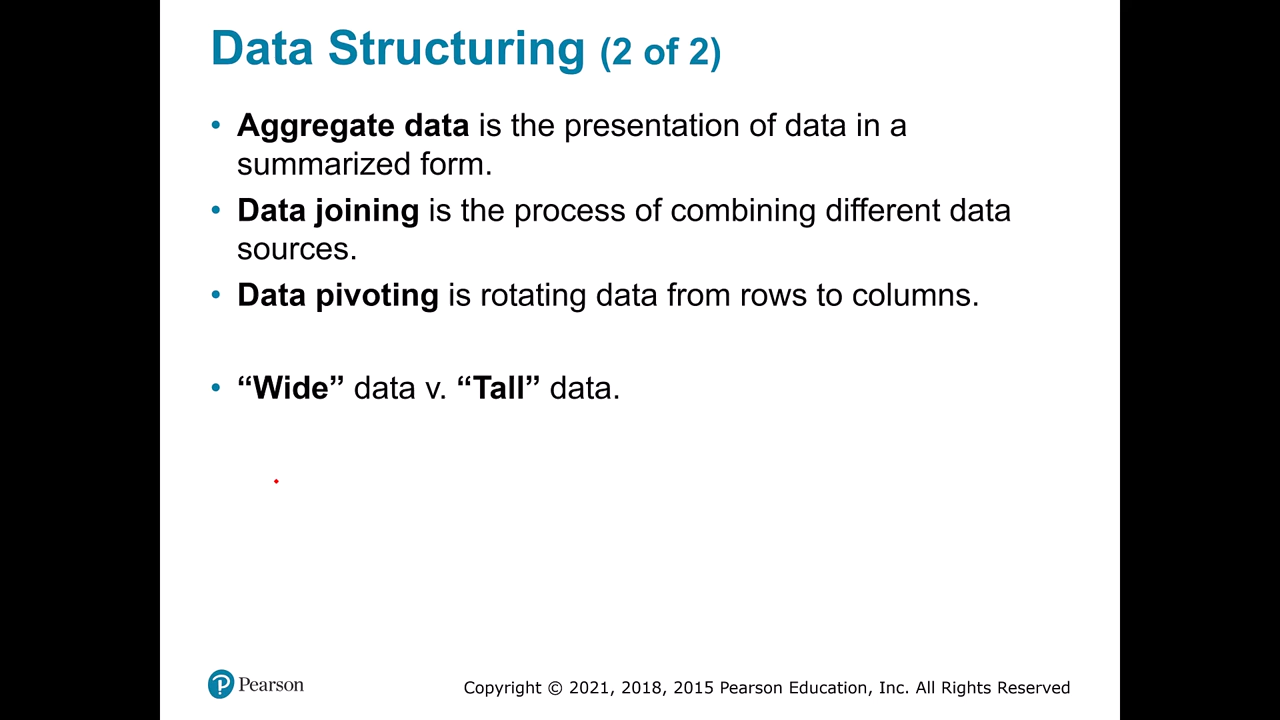 Data Structuring (2 of 2)
• Aggregate data is the presentation of data in a
summarized form.
• Data joining is the process of combining different data
sources.
• Data pivoting is rotating data from rows to columns.
• “Wide” data v. “Tall” data.
Pearson
Copyright © 2021, 2018, 2015 Pearson Education, Inc. All Rights Reserved